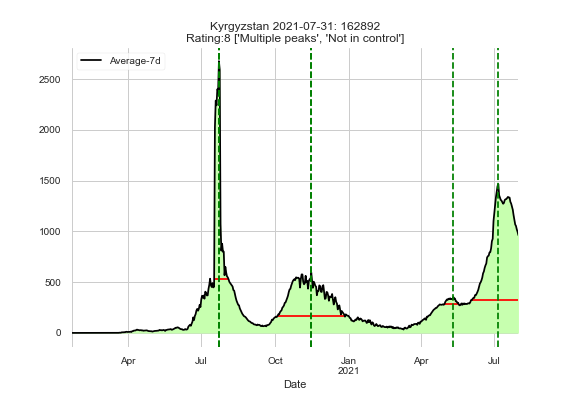 Kyrgyzstan 2021-07-31: 162892
Rating:8 ['Multiple peaks', 'Not in control']
Average-7d
2500
2000
1500
1000
500
0
Apr Jul Oct Jan Apr Jul
2021
Date